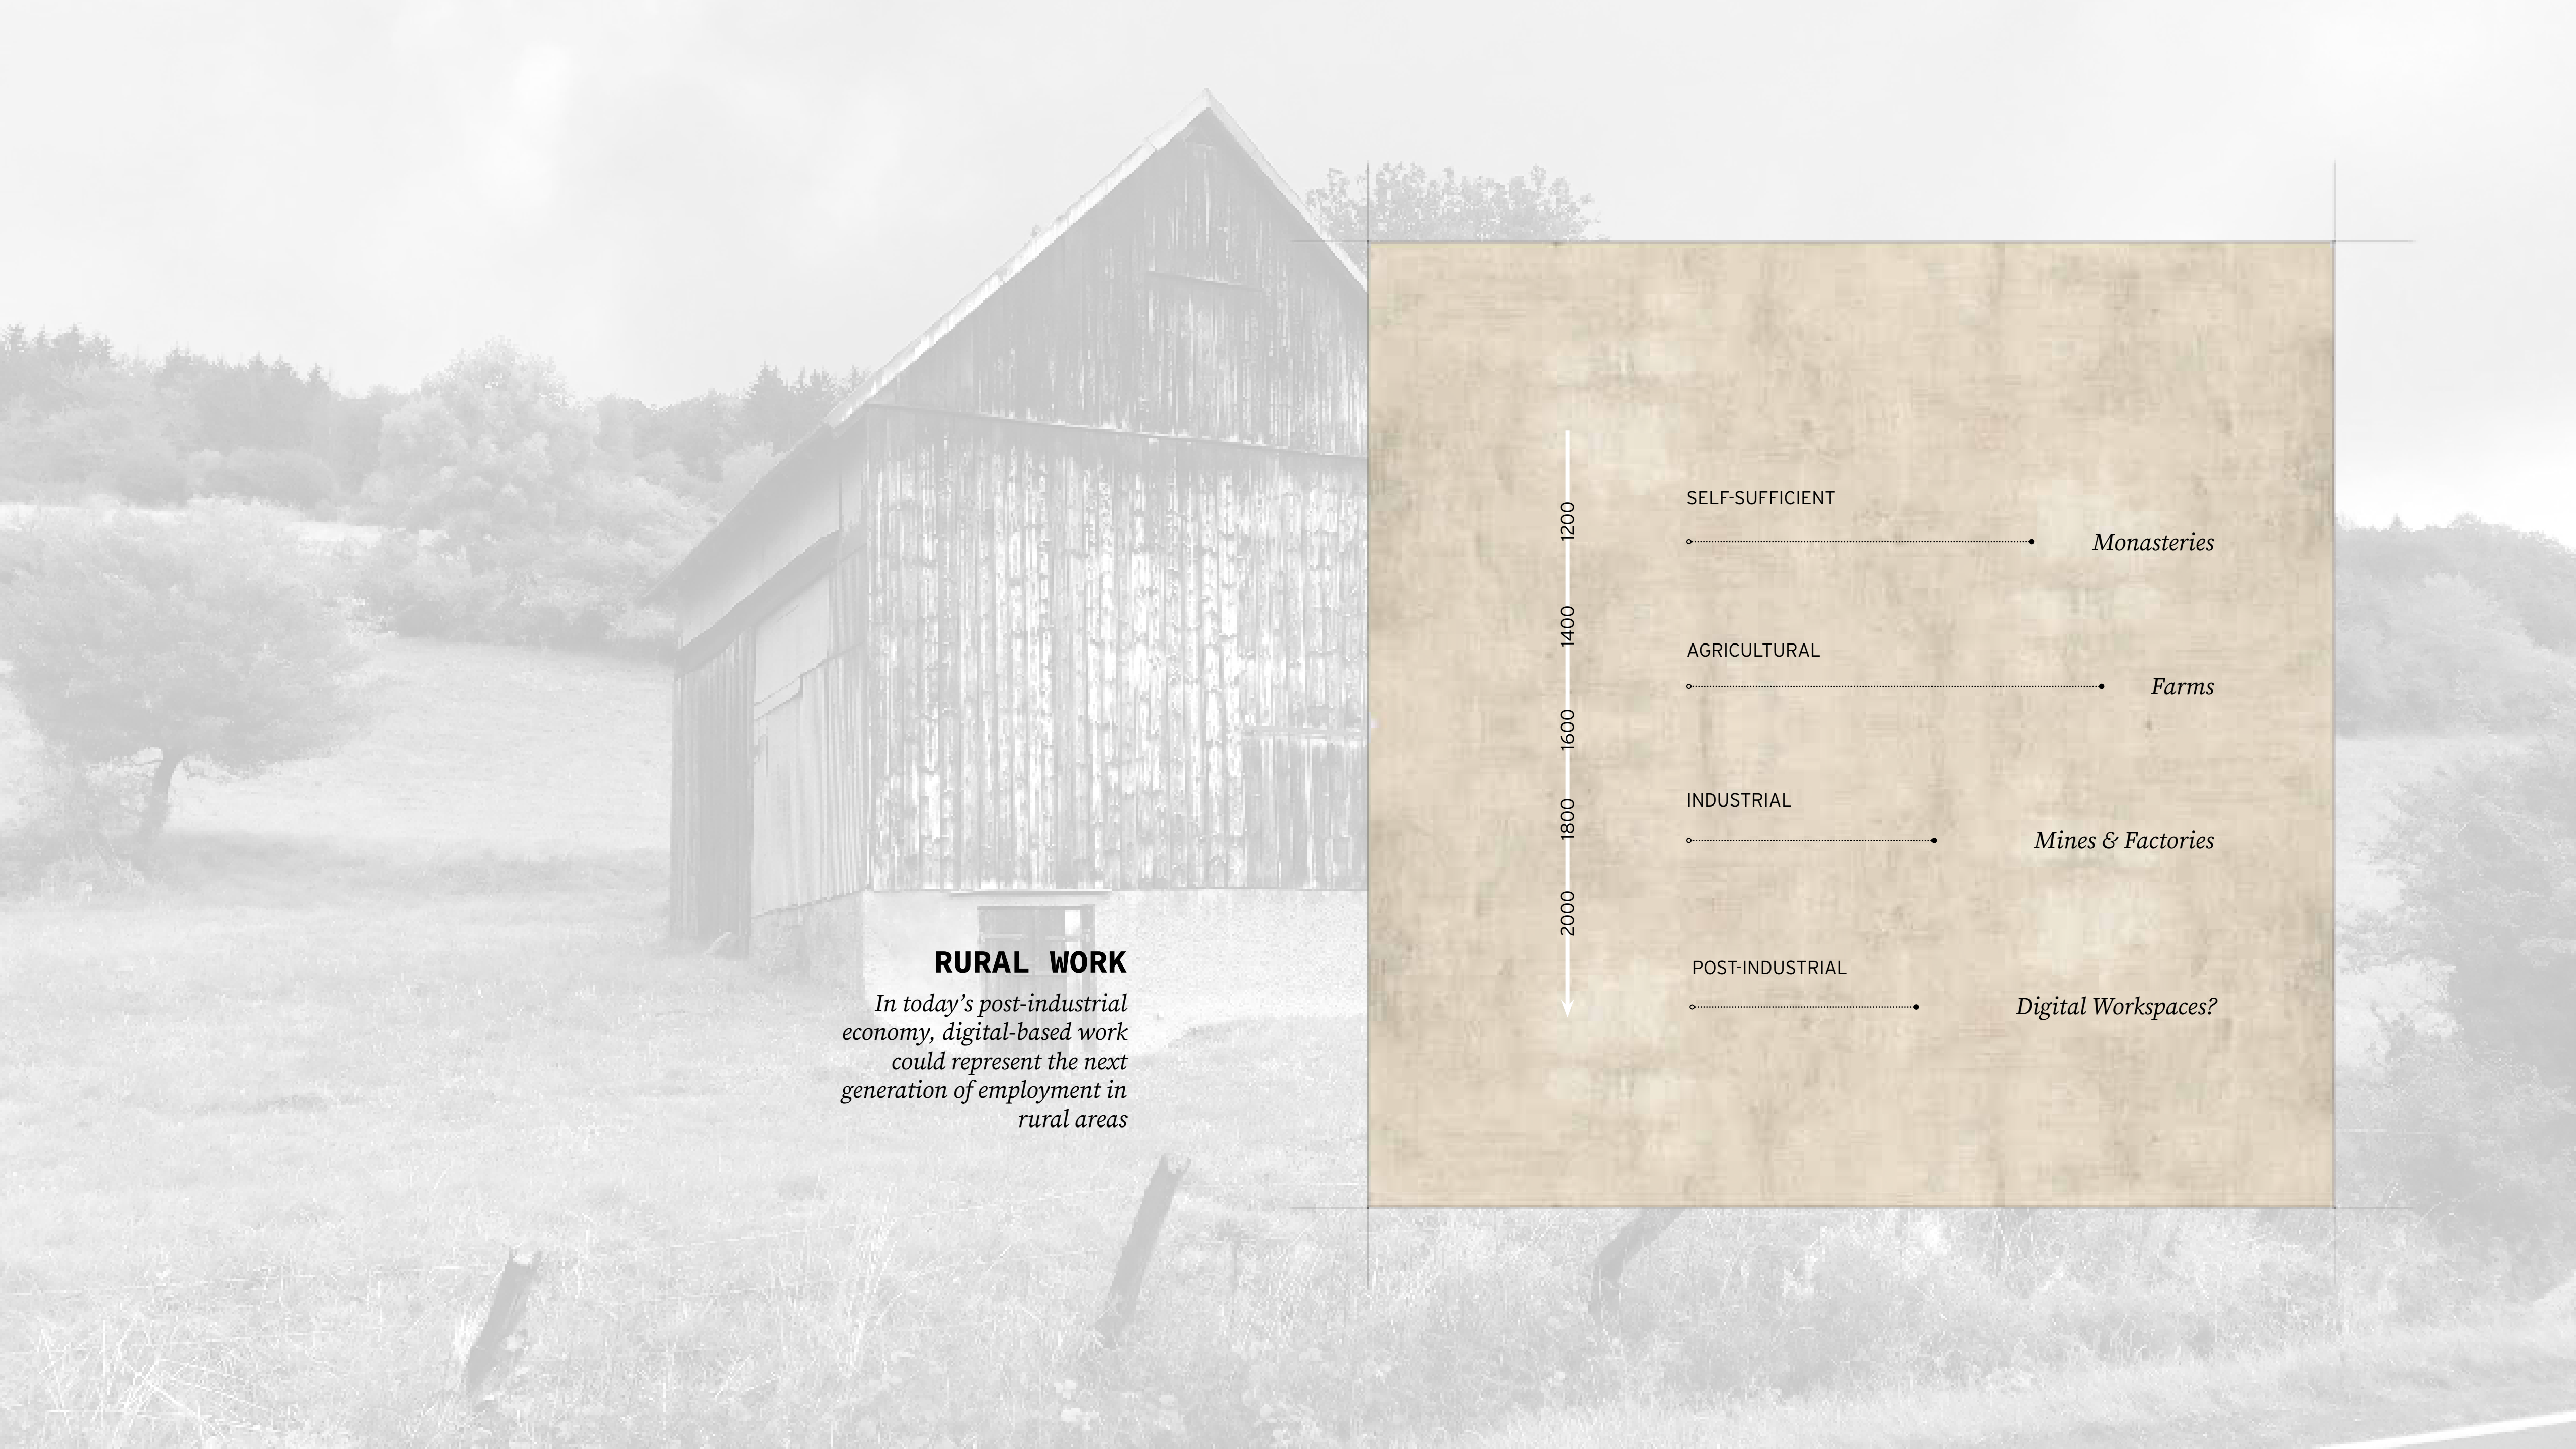 RURAL WORK
In today’s post-industrial
economy, digital-based work
could represent the next
generation of employment in
rural areas
1200
1400
1600
1800
2000
SELF-SUFFICIENT
Monasteries
AGRICULTURAL
Farms
INDUSTRIAL
Mines & Factories
POST-INDUSTRIAL
Digital Workspaces?